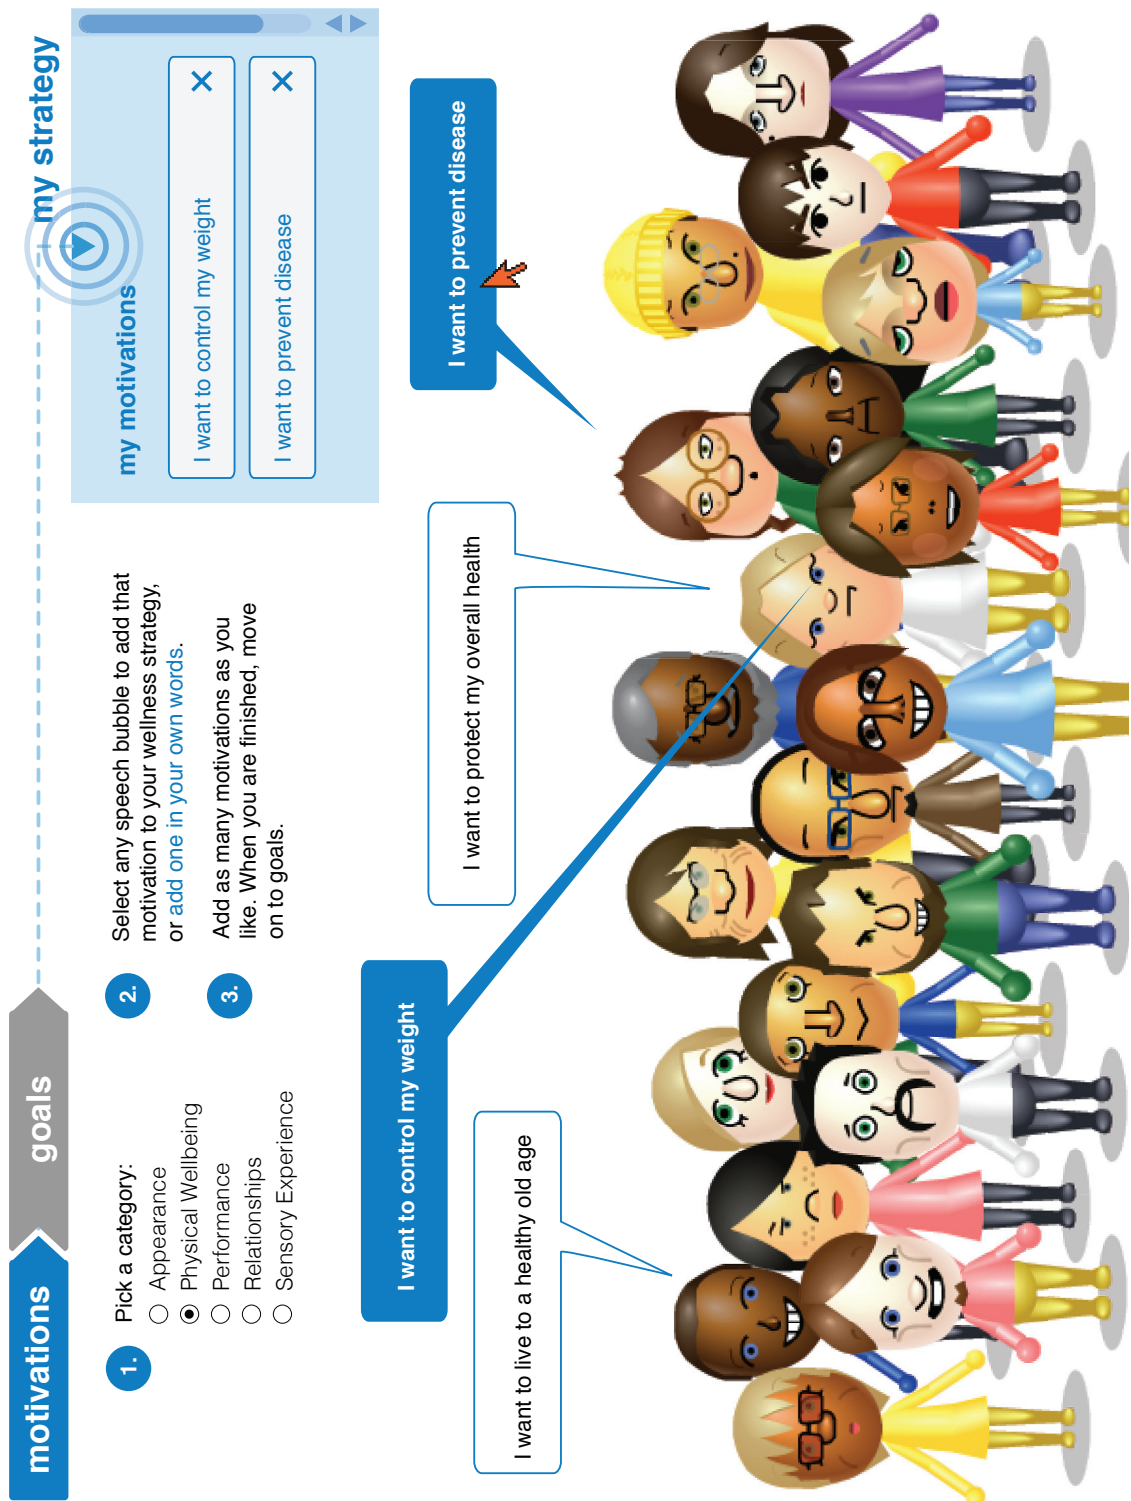 motivations
goals
my strategy
1.
Pick a category:
Appearance
Physical Wellbeing
Performance
Relationships
Sensory Experience
2.
Select any speech bubble to add that
motivation to your wellness strategy,
or add one in your own words.
3.
Add as many motivations as you
like. When you are finished, move
on to goals.
my motivations
I want to control my weight
I want to prevent disease
I want to live to a healthy old age
I want to control my weight
I want to protect my overall health
I want to prevent disease